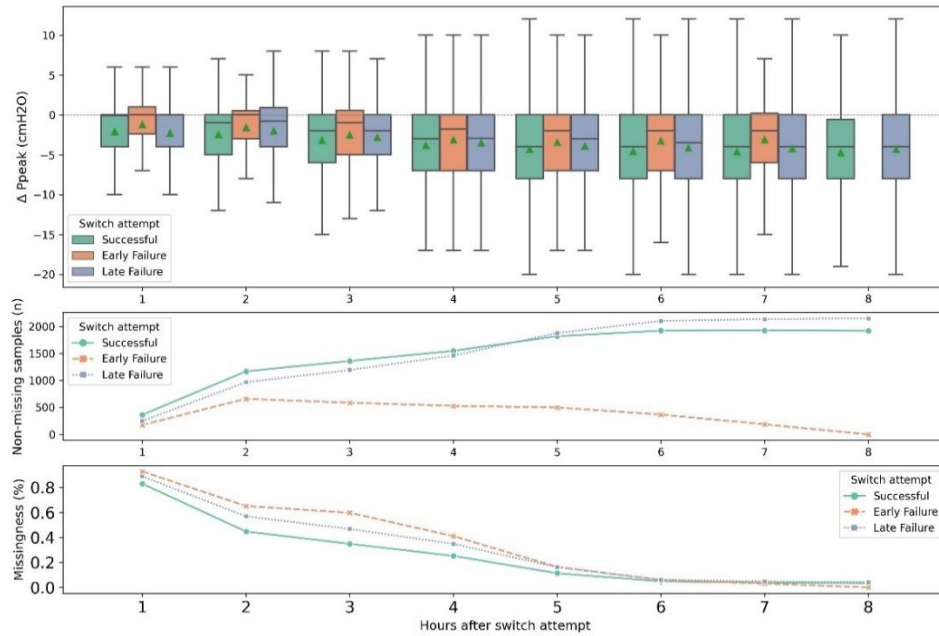 Δ Ppeak (cmH2O)
10
5
0
−5
−10
−15
−20
Switch attempt
Successful
Early Failure
Late Failure
1 2 3 4 5 6 7 8
Non-missing samples (n)
2000
1500
1000
500
0
Switch attempt
Successful
Early Failure
Late Failure
1 2 3 4 5 6 7 8
Missingness (%)
0.8
0.6
0.4
0.2
0.0
Switch attempt
Successful
Early Failure
Late Failure
1 2 3 4 5 6 7 8
Hours after switch attempt